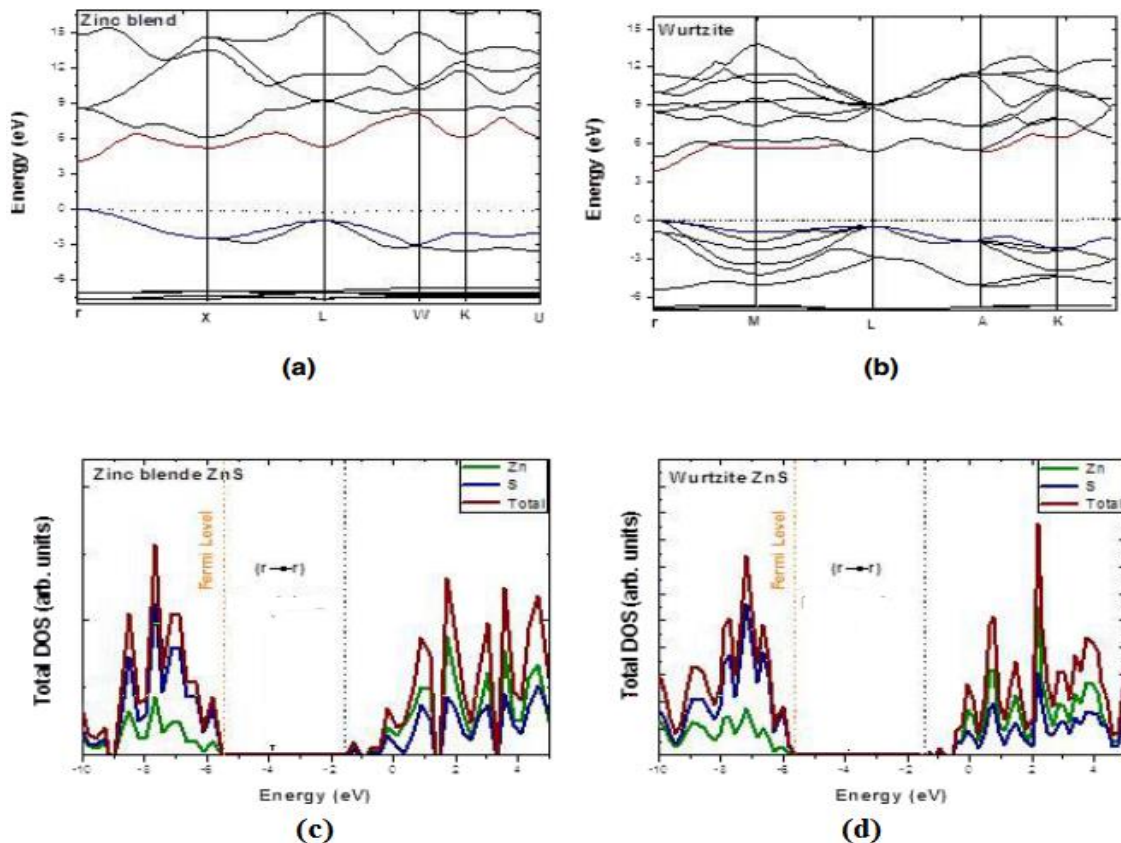 Zinc blend
Energy (eV)
15
12
9
6
3
0
-3
-6
r X L W K U
(a)
Wurtzite
Energy (eV)
15
12
9
6
3
0
-3
-6
r M L A K
(b)
Zinc blende ZnS
Zn
S
Total
Fermi Level
(r→r)
Total DOS (arb. units)
-10 -8 -6 -4 -2 0 2 4
Energy (eV)
(c)
Wurtzite ZnS
Zn
S
Total
Fermi Level
(r→r)
Total DOS (arb. units)
-10 -8 -6 -4 -2 0 2 4
Energy (eV)
(d)